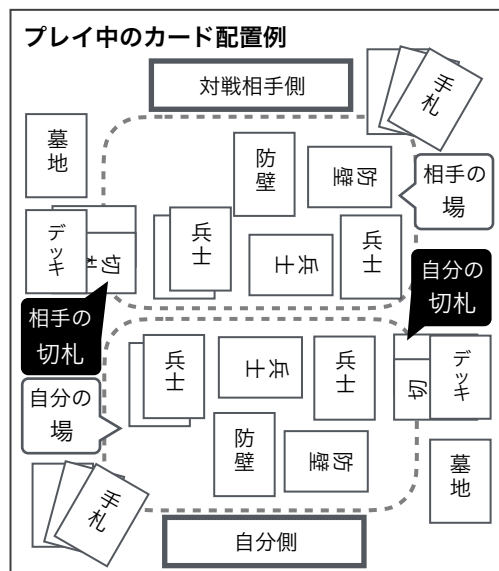 プレイ中のカード配置例
対戦相手側
手札
墓地
防壁
防壁
相手の
場
デッキ
切札
兵士
兵士
兵士
自分の
切札
相手の
切札
兵士
兵士
兵士
切
デッキ
自分の
場
防壁
防壁
墓地
手札
自分側